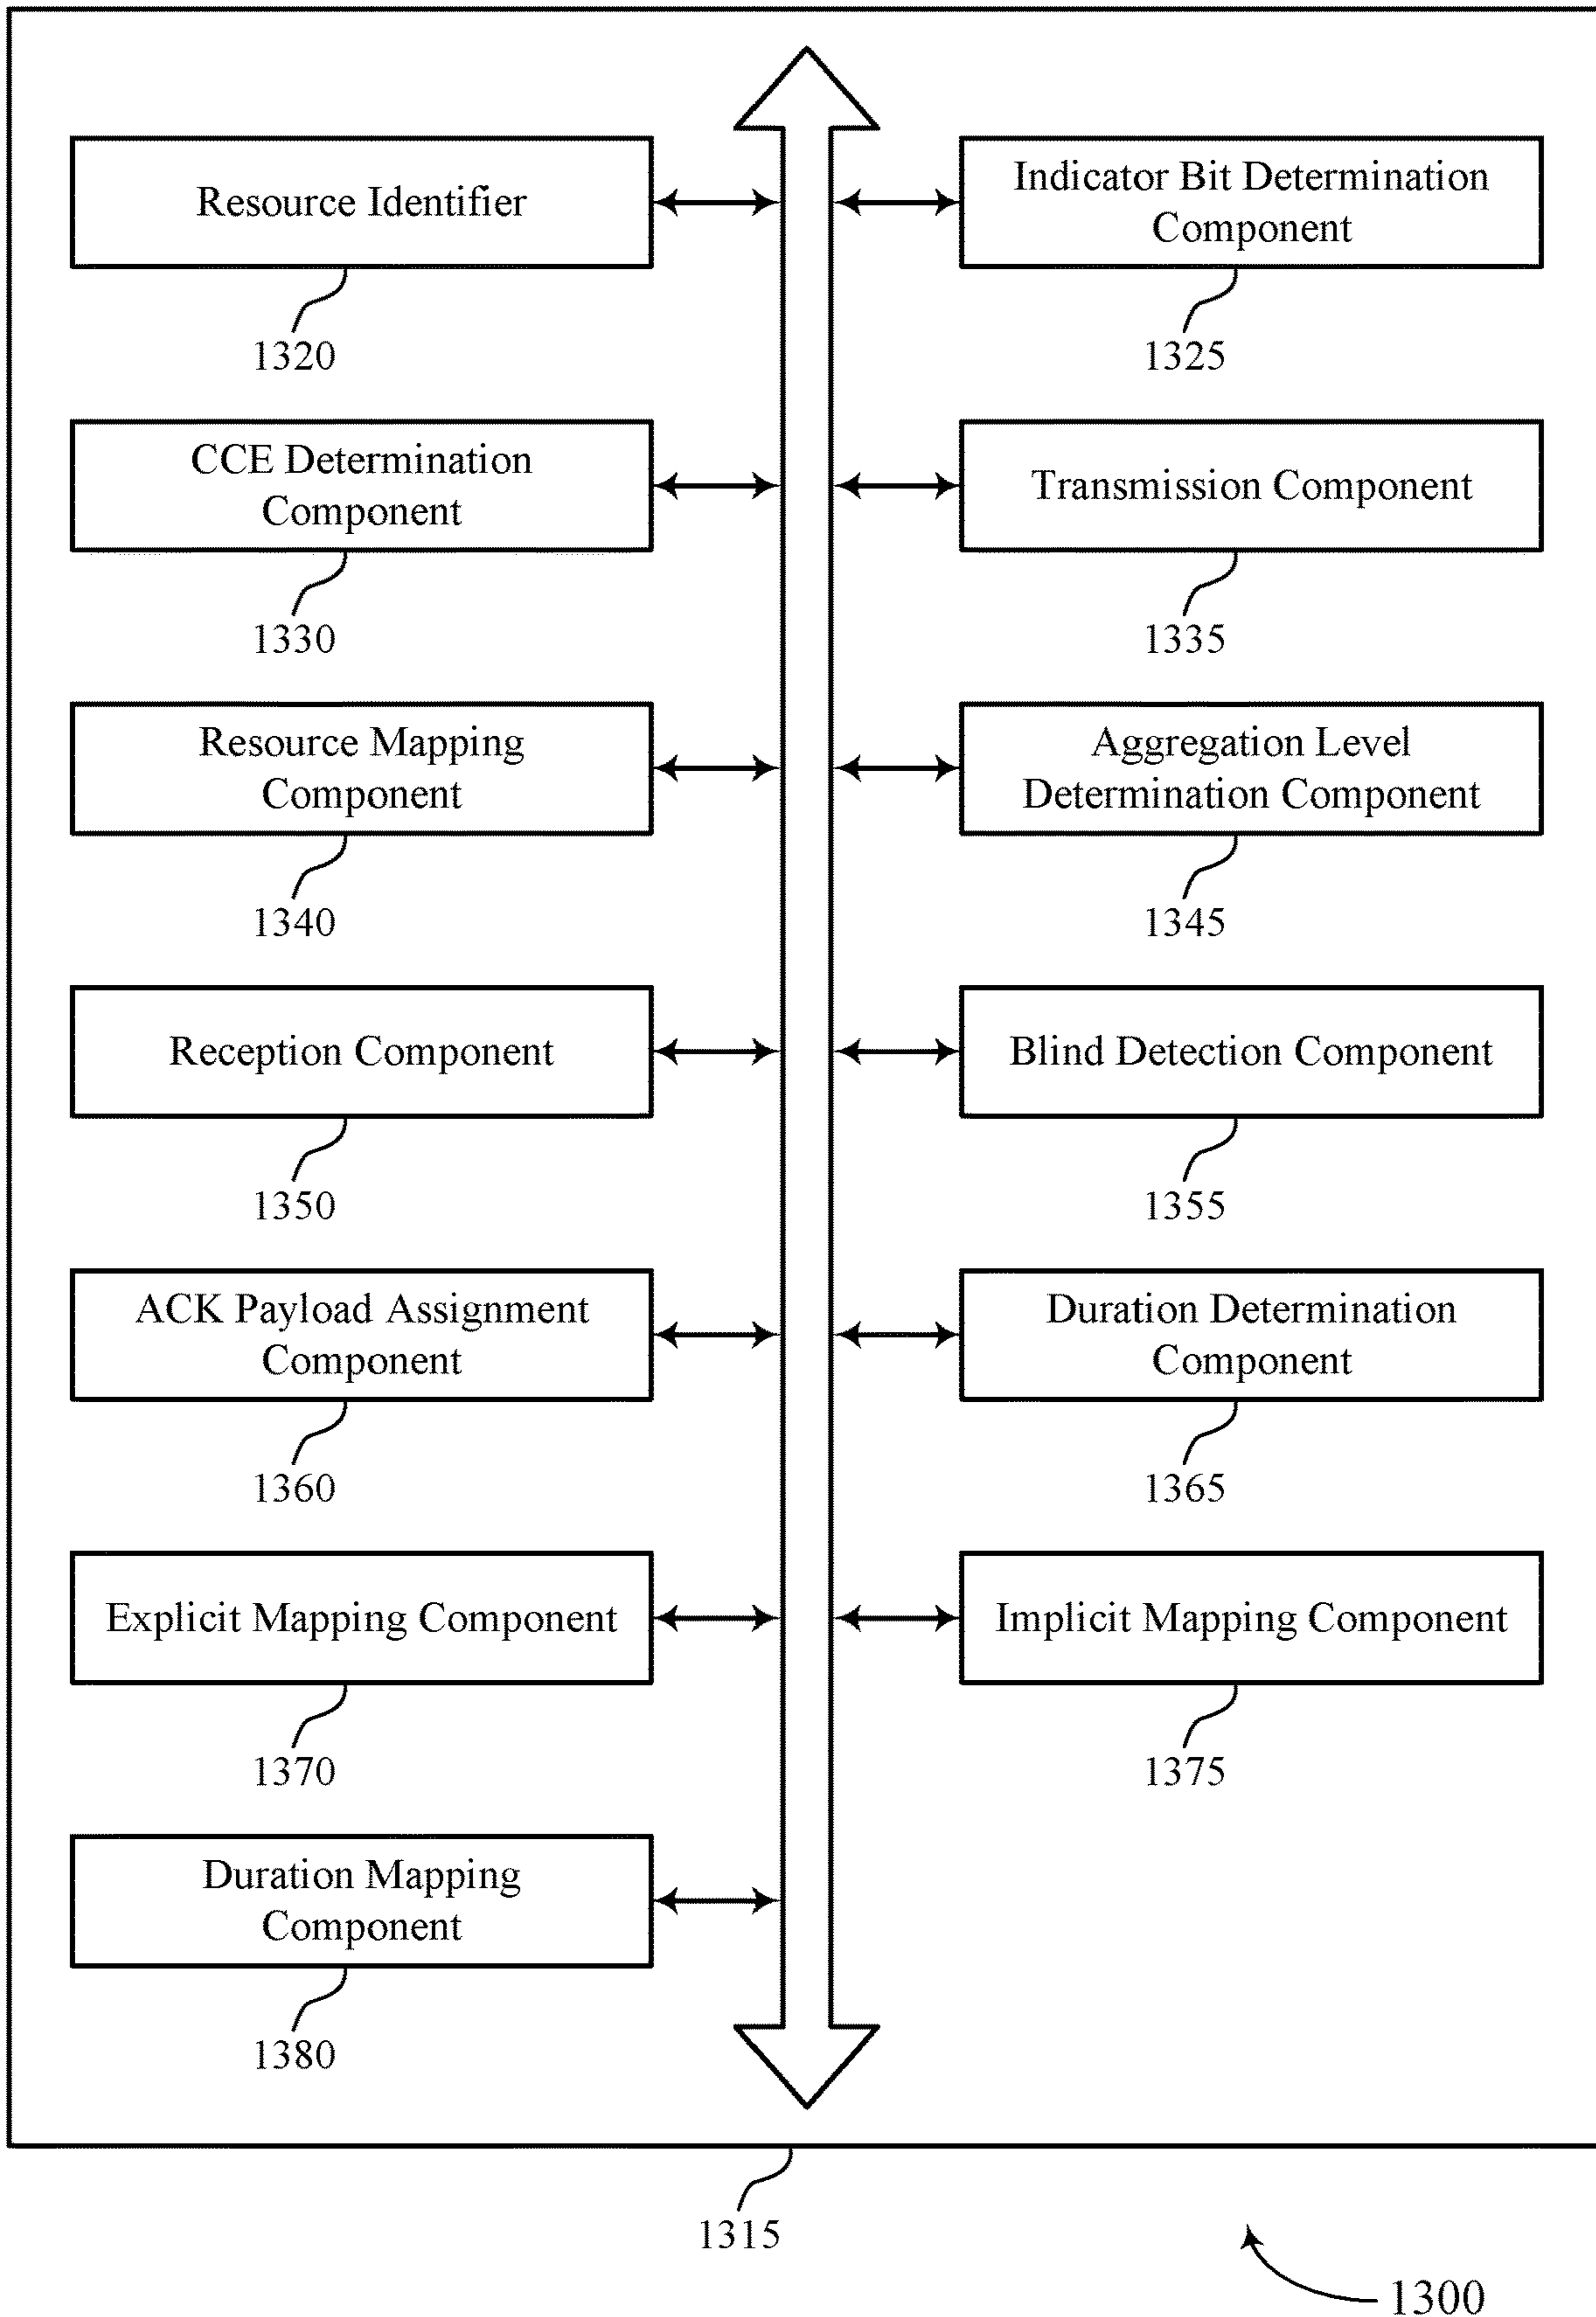 Resource Identifier
1320
Indicator Bit Determination
Component
1325
CCE Determination
Component
1330
Transmission Component
1335
Resource Mapping
Component
1340
Aggregation Level
Determination Component
1345
Reception Component
1350
Blind Detection Component
1355
ACK Payload Assignment
Component
1360
Duration Determination
Component
1365
Explicit Mapping Component
1370
Implicit Mapping Component
1375
Duration Mapping
Component
1380
1315
1300